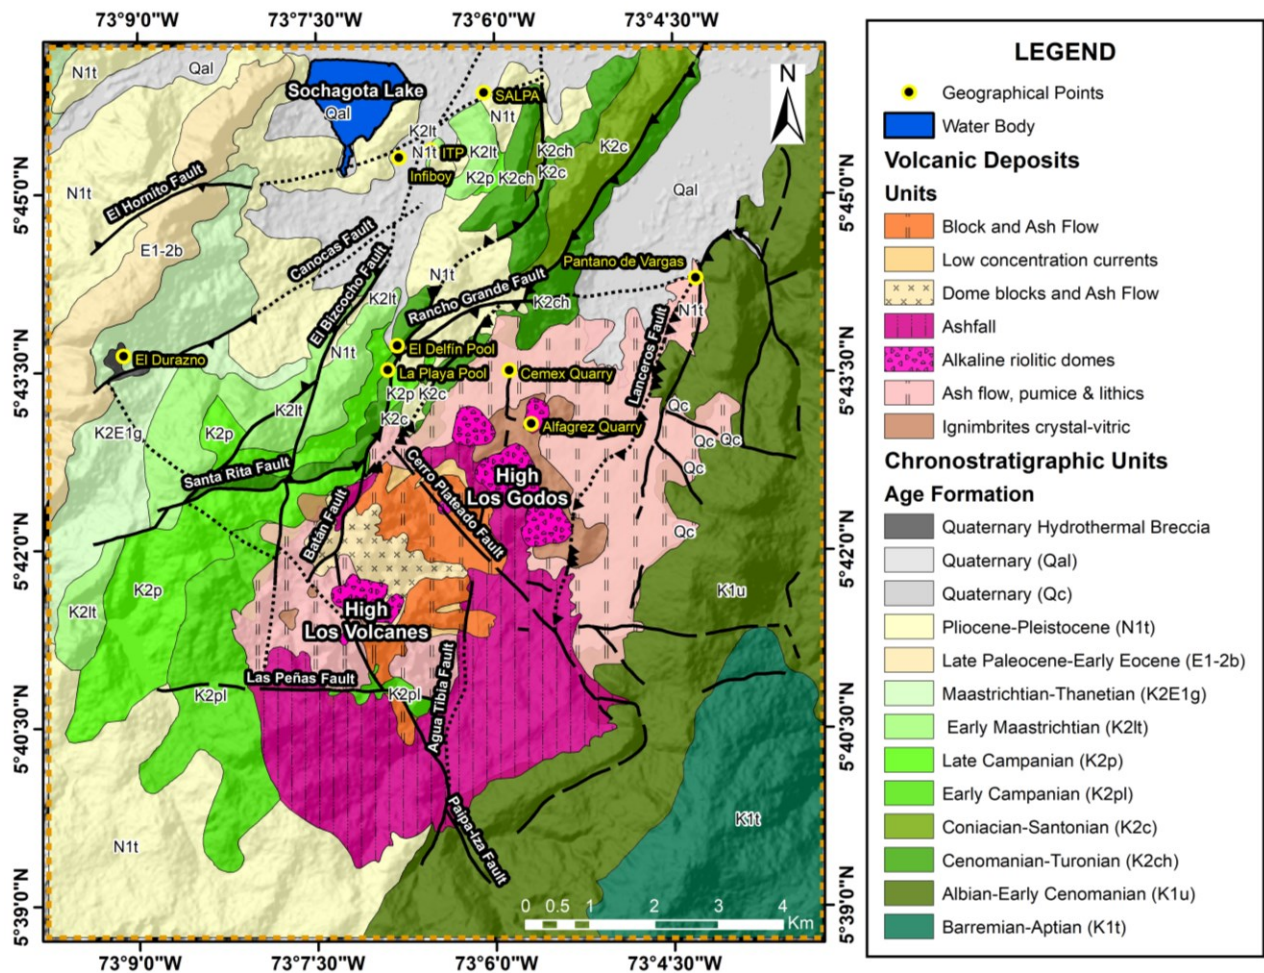 73°9'0"W 73°7'30"W 73°6'0"W 73°4'30"W
N1t
Qal
Sochagota Lake
Qal
SALPA
N1t
K2lt
N1t
ITP
K2lt
K2ch
K2c
K2c
Infiboy
K2p
K2ch
N
5°45'0"N
5°45'0"N
N1t
El Hornito Fault
Qal
E1-2b
Canocas Fault
El Bizcocho Fault
N1t
Pantano de Vargas
K2lt
Rancho Grande Fault
K2ch
N1t
Lanceros Fault
El Durazno
N1t
El Delfín Pool
La Playa Pool
Cemex Quarry
5°43'30"N
5°43'30"N
K2p
K2c
K2lt
K2c
Alfagrez Quarry
Qc
Qc
Qc
Qc
K2E1g
K2p
Santa Rita Fault
Cerro Plateado Fault
High
Los Godos
Batán Fault
Qc
5°42'0"N
5°42'0"N
K2p
K2lt
K1u
High
Los Volcanes
Las Peñas Fault
K2pl
K2pl
Agua Tibia Fault
5°40'30"N
5°40'30"N
Paipa-Iza Fault
K1t
N1t
5°39'0"N
5°39'0"N
0 0.5 1 2 3 4
Km
73°9'0"W 73°7'30"W 73°6'0"W 73°4'30"W
LEGEND
Geographical Points
Water Body
Volcanic Deposits
Units
Block and Ash Flow
Low concentration currents
Dome blocks and Ash Flow
Ashfall
Alkaline riolitic domes
Ash flow, pumice & lithics
Ignimbrites crystal-vitric
Chronostratigraphic Units
Age Formation
Quaternary Hydrothermal Breccia
Quaternary (Qal)
Quaternary (Qc)
Pliocene-Pleistocene (N1t)
Late Paleocene-Early Eocene (E1-2b)
Maastrichtian-Thanetian (K2E1g)
Early Maastrichtian (K2lt)
Late Campanian (K2p)
Early Campanian (K2pl)
Coniacian-Santonian (K2c)
Cenomanian-Turonian (K2ch)
Albian-Early Cenomanian (K1u)
Barremian-Aptian (K1t)